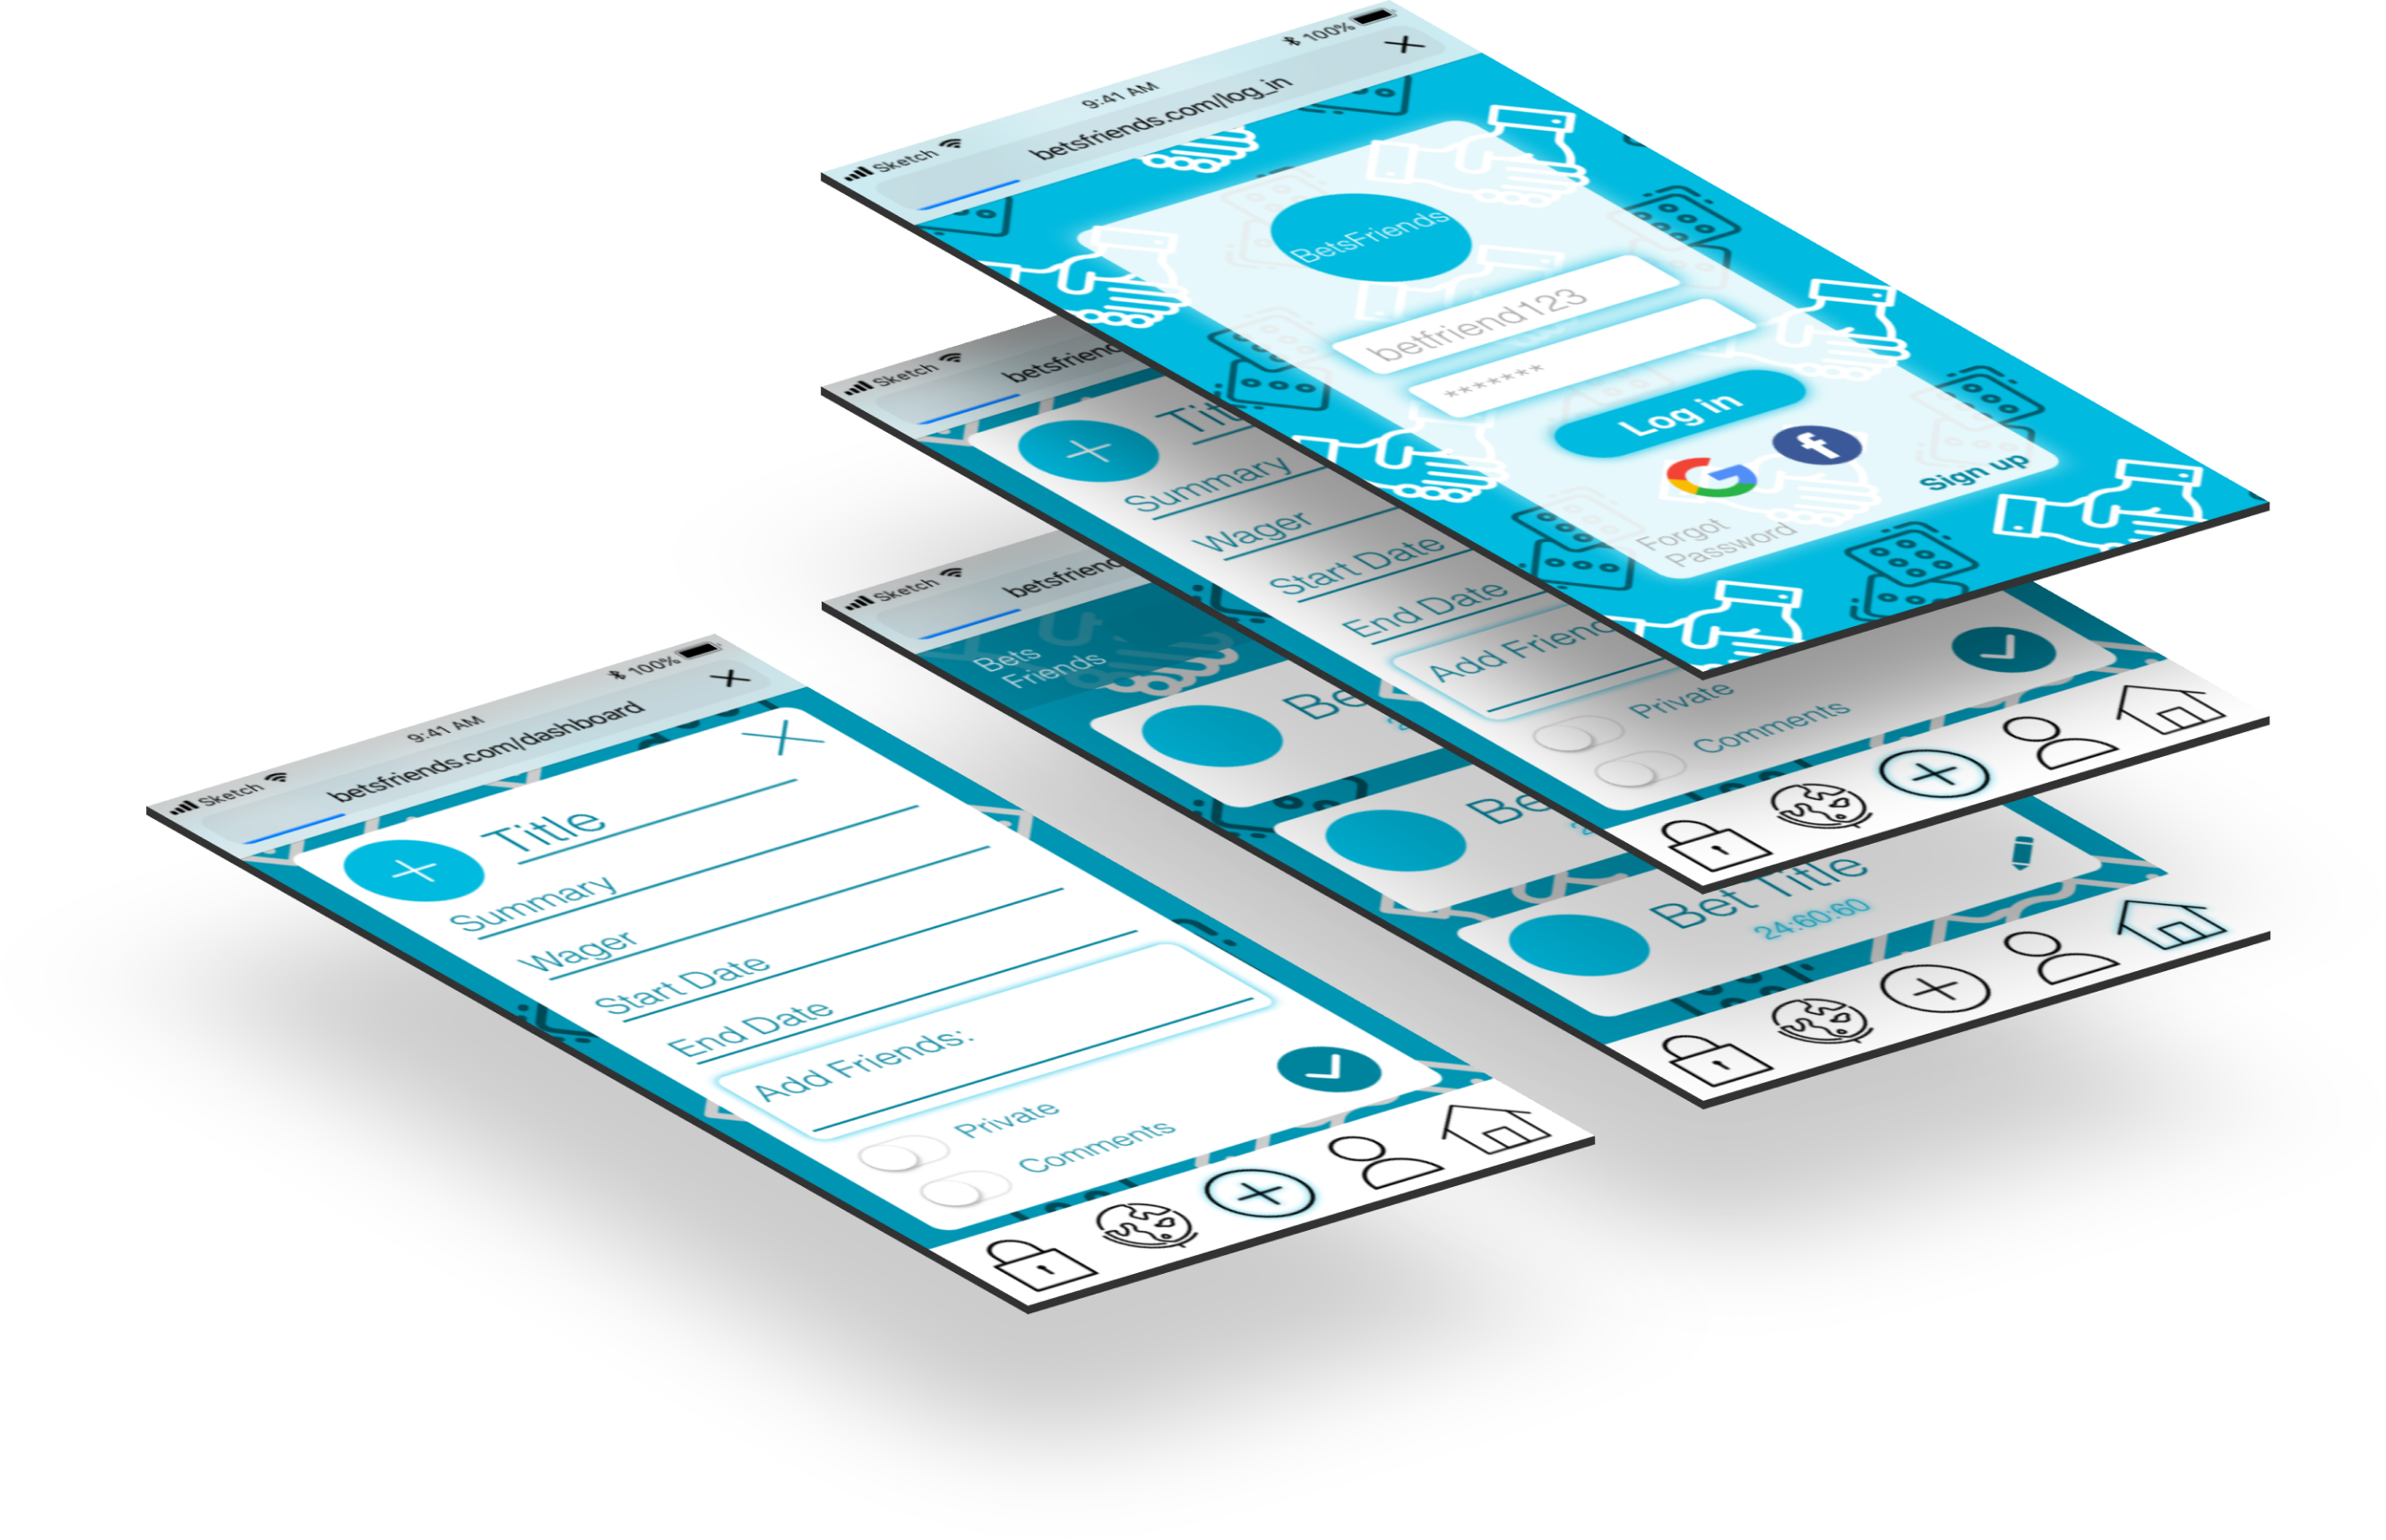 Sketch
9:41 AM
100%
betsfriends.com/log_in
BetsFriends
betfriend123
*******
Log in
Sign up
Forgot
Password
Sketch
Summary
Wager
Start Date
End Date
Private
Comments
Sketch
Bets
Friends
Bet Title
24:60:60
Sketch
9:41 AM
100%
betsfriends.com/dashboard
Title
Summary
Wager
Start Date
End Date
Add Friends:
Private
Comments